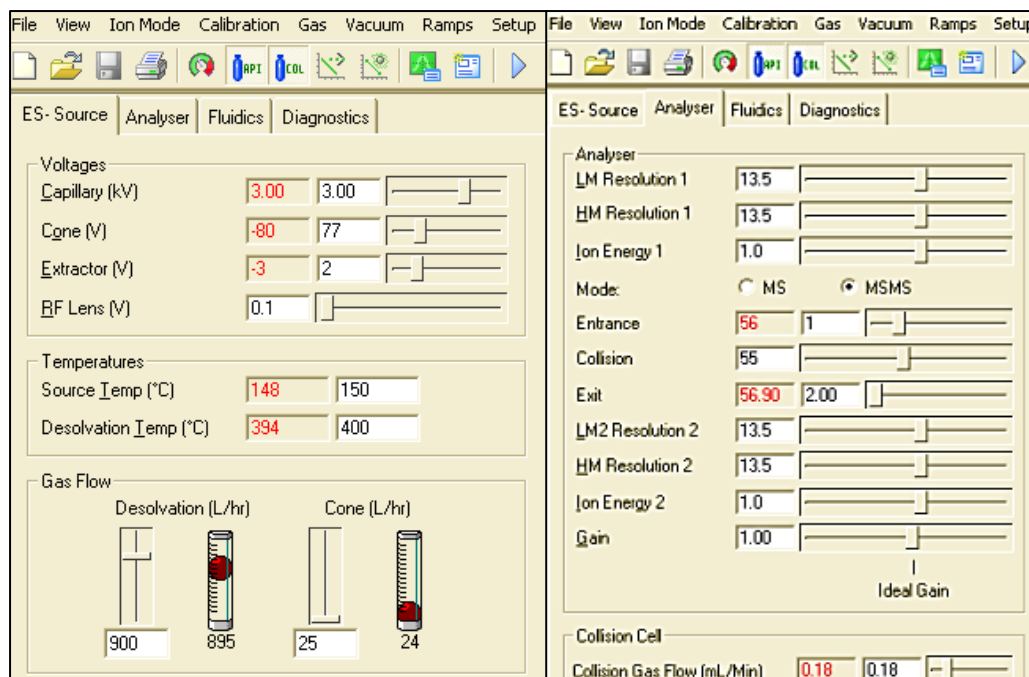 File View Ion Mode Calibration Gas Vacuum Ramps Setup
API COL
ES- Source Analyser Fluidics Diagnostics
Voltages
Capillary (kV) 3.00 3.00
Cone (V) -80 77
Extractor (V) -3 2
RF Lens (V) 0.1
Temperatures
Source Temp (°C) 148 150
Desolvation Temp (°C) 394 400
Gas Flow
Desolvation (L/hr) Cone (L/hr)
900 895 25 24
File View Ion Mode Calibration Gas Vacuum Ramps Setup
API COL
ES- Source Analyser Fluidics Diagnostics
Analyser
LM Resolution 1 13.5
HM Resolution 1 13.5
Ion Energy 1 1.0
Mode: MS MSMS
Entrance 56 1
Collision 55
Exit 56.90 2.00
LM2 Resolution 2 13.5
HM Resolution 2 13.5
Ion Energy 2 1.0
Gain 1.00
Ideal Gain
Collision Cell
Collision Gas Flow (mL/Min) 0.18 0.18